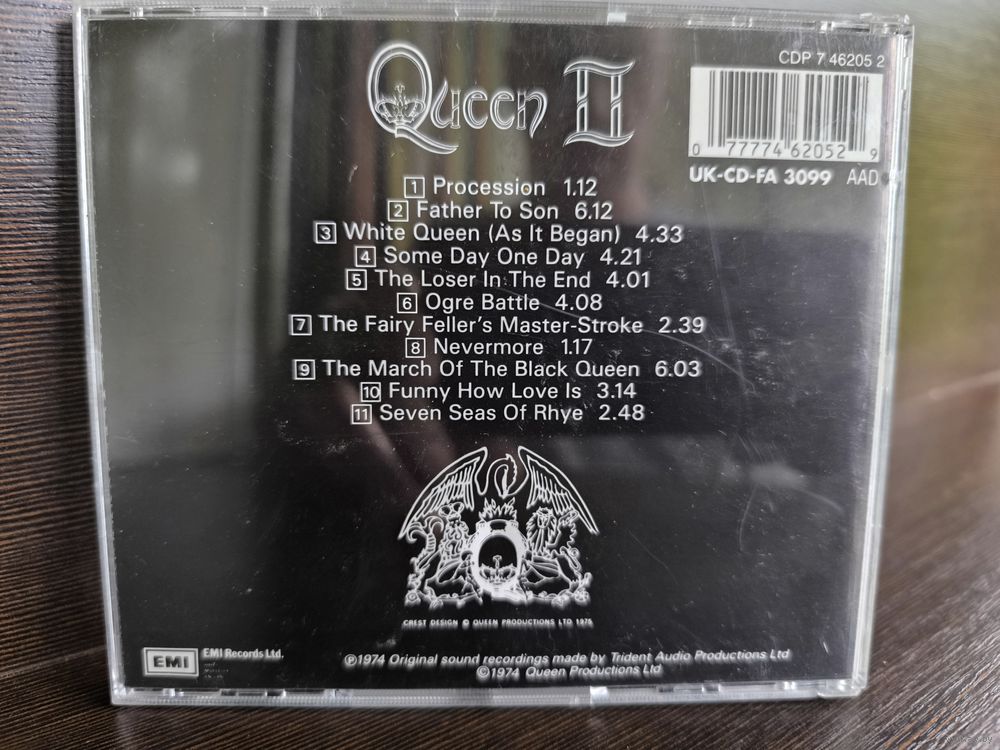 CDP 7 46205 2
Queen II
0 77774 62052 9
UK-CD-FA 3099 AAD
1 Procession 1.12
2 Father To Son 6.12
3 White Queen (As It Began) 4.33
4 Some Day One Day 4.21
5 The Loser In The End 4.01
6 Ogre Battle 4.08
7 The Fairy Feller's Master-Stroke 2.39
8 Nevermore 1.17
9 The March Of The Black Queen 6.03
10 Funny How Love Is 3.14
11 Seven Seas Of Rhye 2.48
CREST DESIGN © QUEEN PRODUCTIONS LTD 1975
EMI
EMI Records Ltd.
℗1974 Original sound recordings made by Trident Audio Productions Ltd
©1974 Queen Productions Ltd